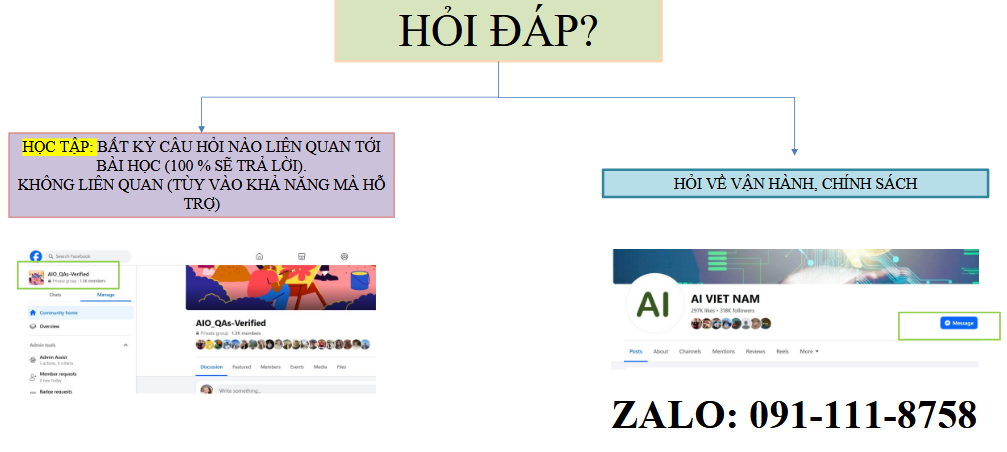 HỎI ĐÁP?
HỌC TẬP: BẤT KỲ CÂU HỎI NÀO LIÊN QUAN TỚI
BÀI HỌC (100 % SẼ TRẢ LỜI).
KHÔNG LIÊN QUAN (TÙY VÀO KHẢ NĂNG MÀ HỖ
TRỢ)
HỎI VỀ VẬN HÀNH, CHÍNH SÁCH
Search Facebook
AIO_QAs-Verified
Private group · 1.3K members
Chats Manage
Community home
Overview
Admin tools
Admin Assist
Member requests
8 new today
Badge requests
AIO_QAs-Verified
Private group · 1.3K members
Discussion Featured Members Events Media Files
Write something...
AI
AI VIET NAM
297K likes • 318K followers
Message
Posts About Channels Mentions Reviews Reels More
ZALO: 091-111-8758